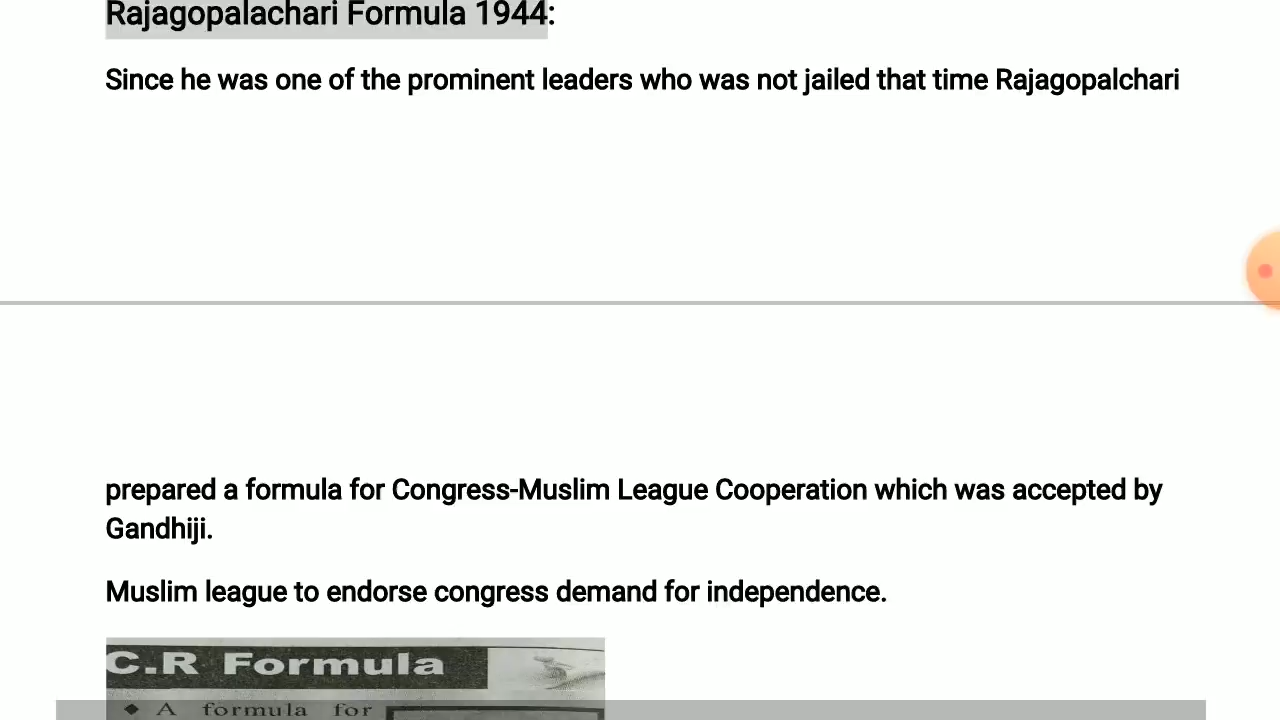 Rajagopalachari Formula 1944:
Since he was one of the prominent leaders who was not jailed that time Rajagopalchari
prepared a formula for Congress-Muslim League Cooperation which was accepted by
Gandhiji.
Muslim league to endorse congress demand for independence.
C.R Formula
◆ A formula for